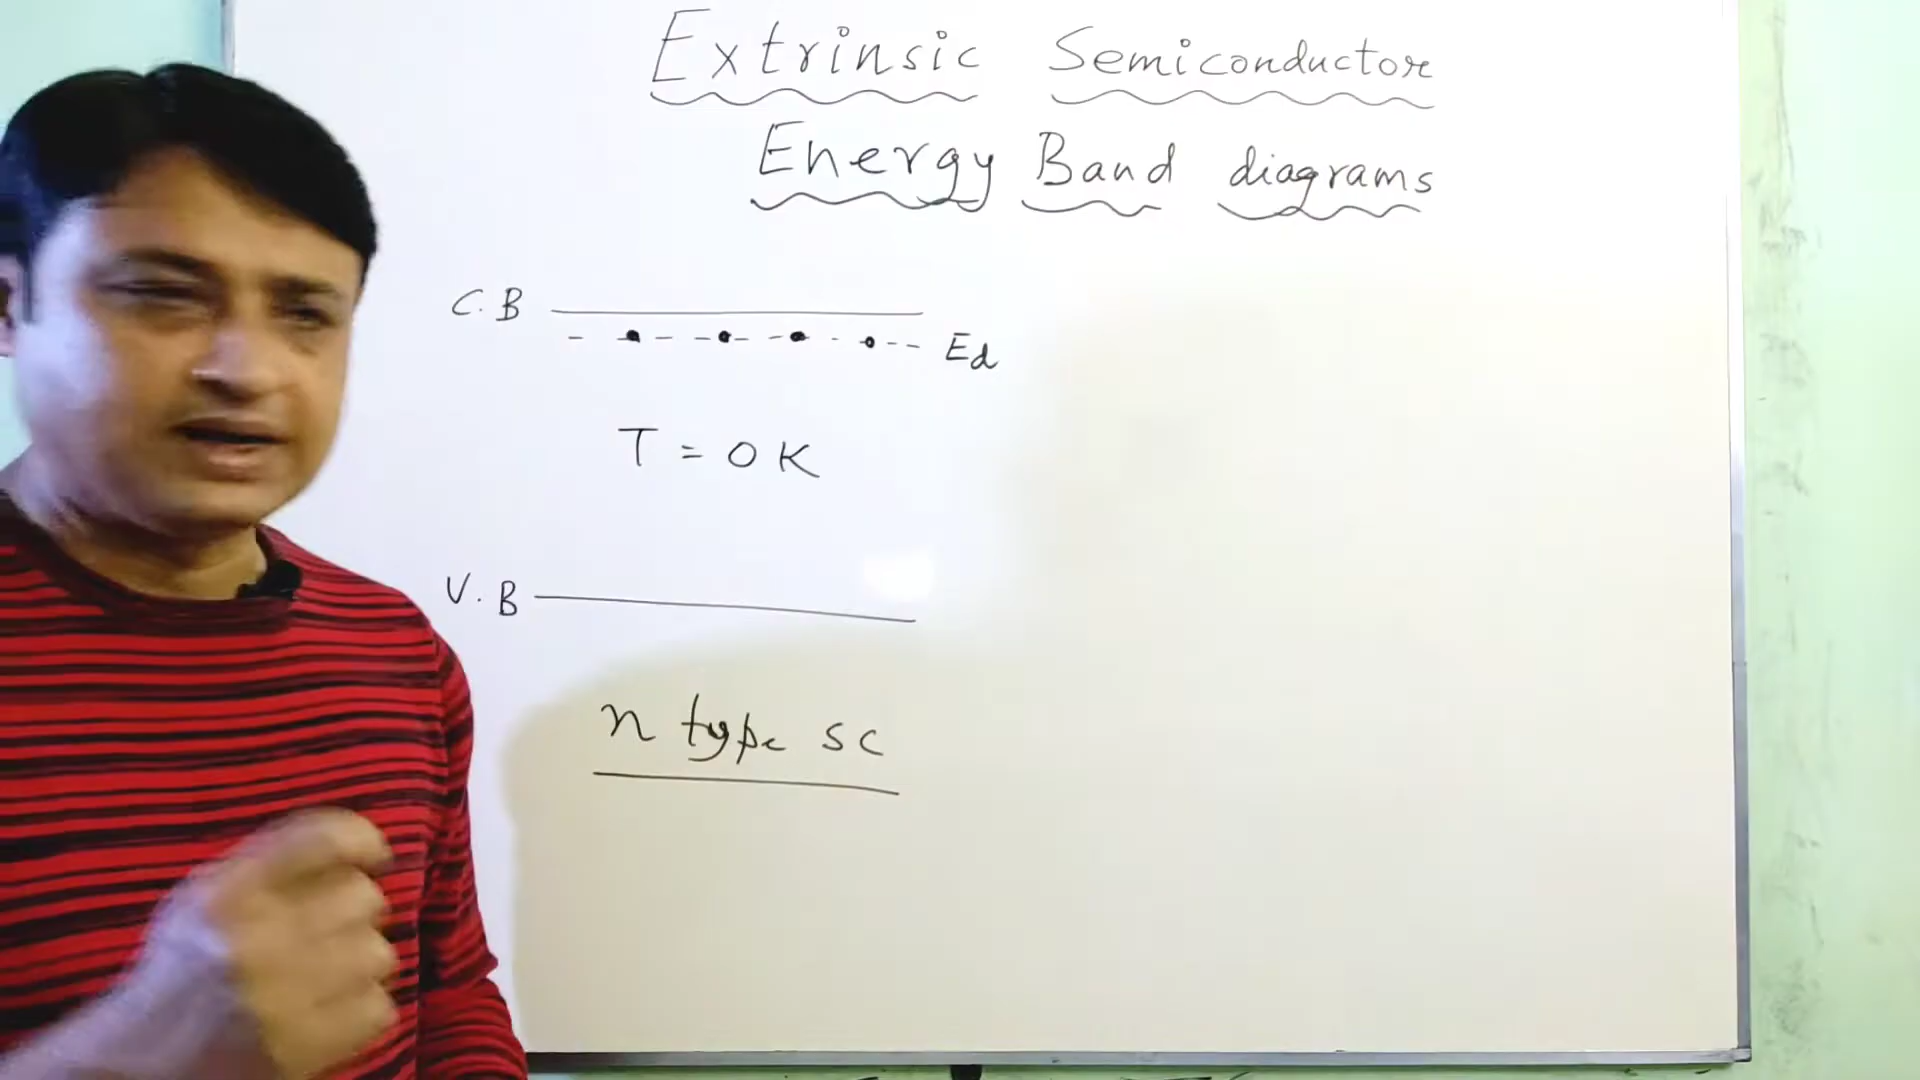 Extrinsic Semiconductor
Energy Band diagrams
C.B
Ed
T = 0 K
V.B
n type sc